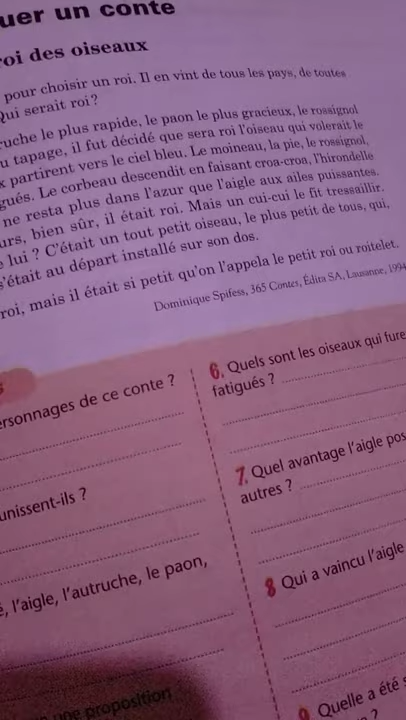 uer un conte
roi des oiseaux
pour choisir un roi. Il en vint de tous les pays, de toutes
Qui serait roi ?
ruche le plus rapide, le paon le plus gracieux, le rossignol
u tapage, il fut décidé que sera roi l'oiseau qui volerait le
x partirent vers le ciel bleu. Le moineau, la pie, le rossignol,
gués. Le corbeau descendit en faisant croa-croa, l'hirondelle
ne resta plus dans l'azur que l'aigle aux ailes puissantes.
urs, bien sûr, il était roi. Mais un cui-cui le fit tressaillir.
e lui ? C'était un tout petit oiseau, le plus petit de tous, qui,
s'était au départ installé sur son dos.
roi, mais il était si petit qu'on l'appela le petit roi ou roitelet.
Dominique Spifess, 365 Contes, Édita SA, Lausanne, 1994
ersonnages de ce conte ?
unissent-ils ?
é, l'aigle, l'autruche, le paon,
une proposition
6. Quels sont les oiseaux qui fure
fatigués ?
7. Quel avantage l'aigle pos
autres ?
8 Qui a vaincu l'aigle
9 Quelle a été s
?